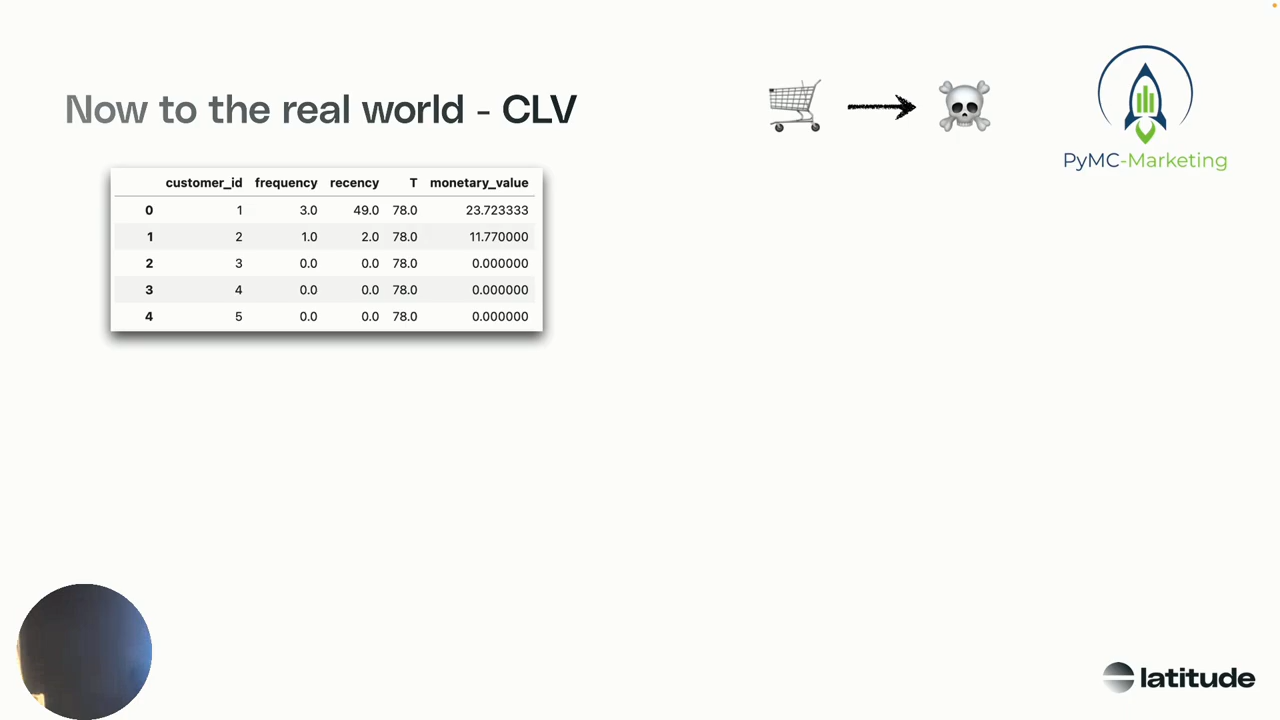 Now to the real world - CLV
PyMC-Marketing
customer_id frequency recency T monetary_value
0 1 3.0 49.0 78.0 23.723333
1 2 1.0 2.0 78.0 11.770000
2 3 0.0 0.0 78.0 0.000000
3 4 0.0 0.0 78.0 0.000000
4 5 0.0 0.0 78.0 0.000000
latitude